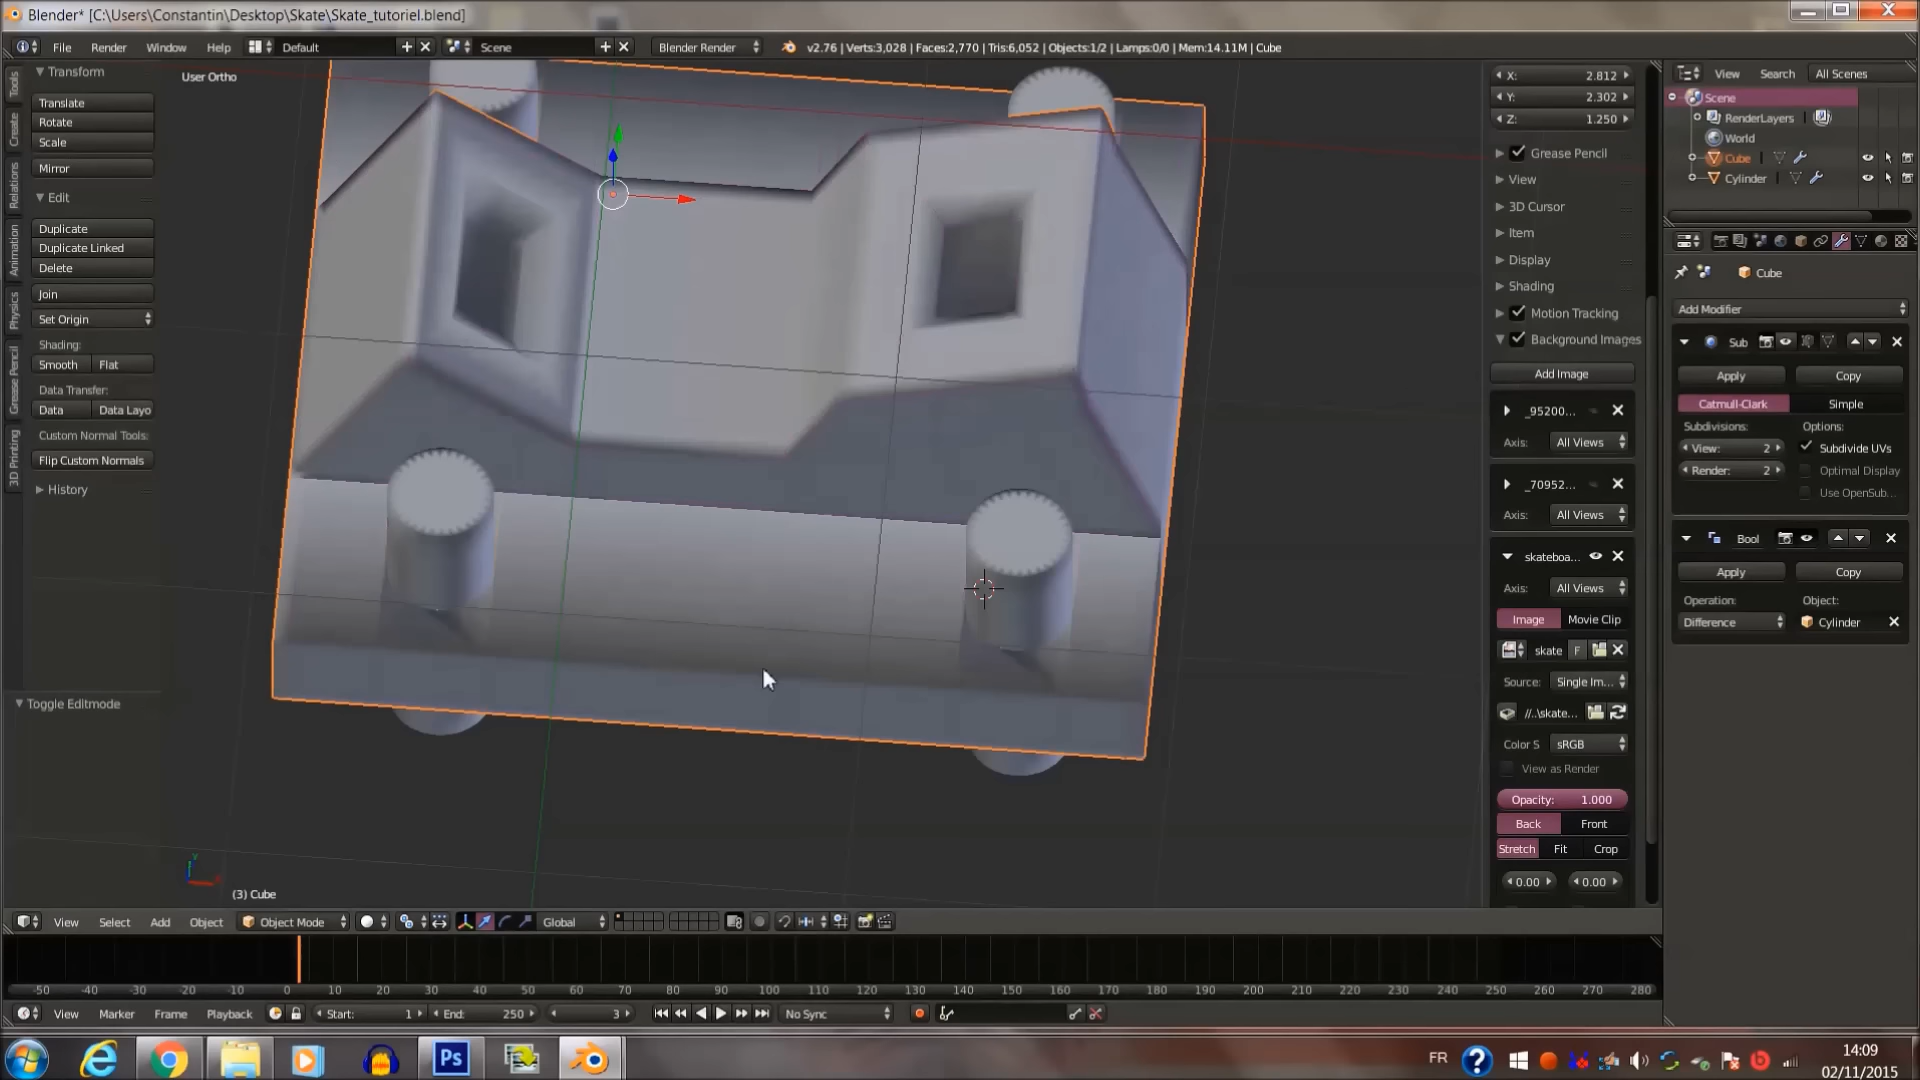 Blender* [C:\Users\Constantin\Desktop\Skate\Skate_tutoriel.blend]
File Render Window Help Default Scene Blender Render v2.76 | Verts:3,028 | Faces:2,770 | Tris:6,052 | Objects:1/2 | Lamps:0/0 | Mem:14.11M | Cube
Tools
Create
Relations
Animation
Physics
Grease Pencil
3D Printing
Transform
Translate
Rotate
Scale
Mirror
Edit
Duplicate
Duplicate Linked
Delete
Join
Set Origin
Shading:
Smooth Flat
Data Transfer:
Data Data Layo
Custom Normal Tools:
Flip Custom Normals
History
Toggle Editmode
User Ortho
(3) Cube
X: 2.812
Y: 2.302
Z: 1.250
Grease Pencil
View
3D Cursor
Item
Display
Shading
Motion Tracking
Background Images
Add Image
_95200...
Axis: All Views
_70952...
Axis: All Views
skateboa...
Axis: All Views
Image Movie Clip
skate F
Source: Single Im...
//..\skate...
Color S sRGB
View as Render
Opacity: 1.000
Back Front
Stretch Fit Crop
0.00 0.00
View Search All Scenes
Scene
RenderLayers
World
Cube
Cylinder
Cube
Add Modifier
Sub
Apply Copy
Catmull-Clark Simple
Subdivisions: Options:
View: 2 Subdivide UVs
Render: 2 Optimal Display
Use OpenSub...
Bool
Apply Copy
Operation: Object:
Difference Cylinder
View Select Add Object Object Mode Global
-50 -40 -30 -20 -10 0 10 20 30 40 50 60 70 80 90 100 110 120 130 140 150 160 170 180 190 200 210 220 230 240 250 260 270 280
View Marker Frame Playback Start: 1 End: 250 3 No Sync
Ps
FR
14:09
02/11/2015